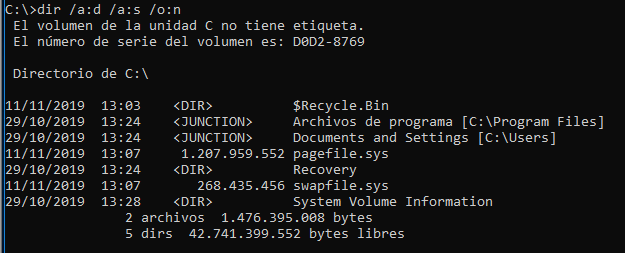 C:\>dir /a:d /a:s /o:n
El volumen de la unidad C no tiene etiqueta.
El número de serie del volumen es: D0D2-8769
Directorio de C:\
11/11/2019  13:03    <DIR>          $Recycle.Bin
29/10/2019  13:24    <JUNCTION>     Archivos de programa [C:\Program Files]
29/10/2019  13:24    <JUNCTION>     Documents and Settings [C:\Users]
11/11/2019  13:07     1.207.959.552 pagefile.sys
29/10/2019  13:24    <DIR>          Recovery
11/11/2019  13:07       268.435.456 swapfile.sys
29/10/2019  13:28    <DIR>          System Volume Information
2 archivos  1.476.395.008 bytes
5 dirs  42.741.399.552 bytes libres